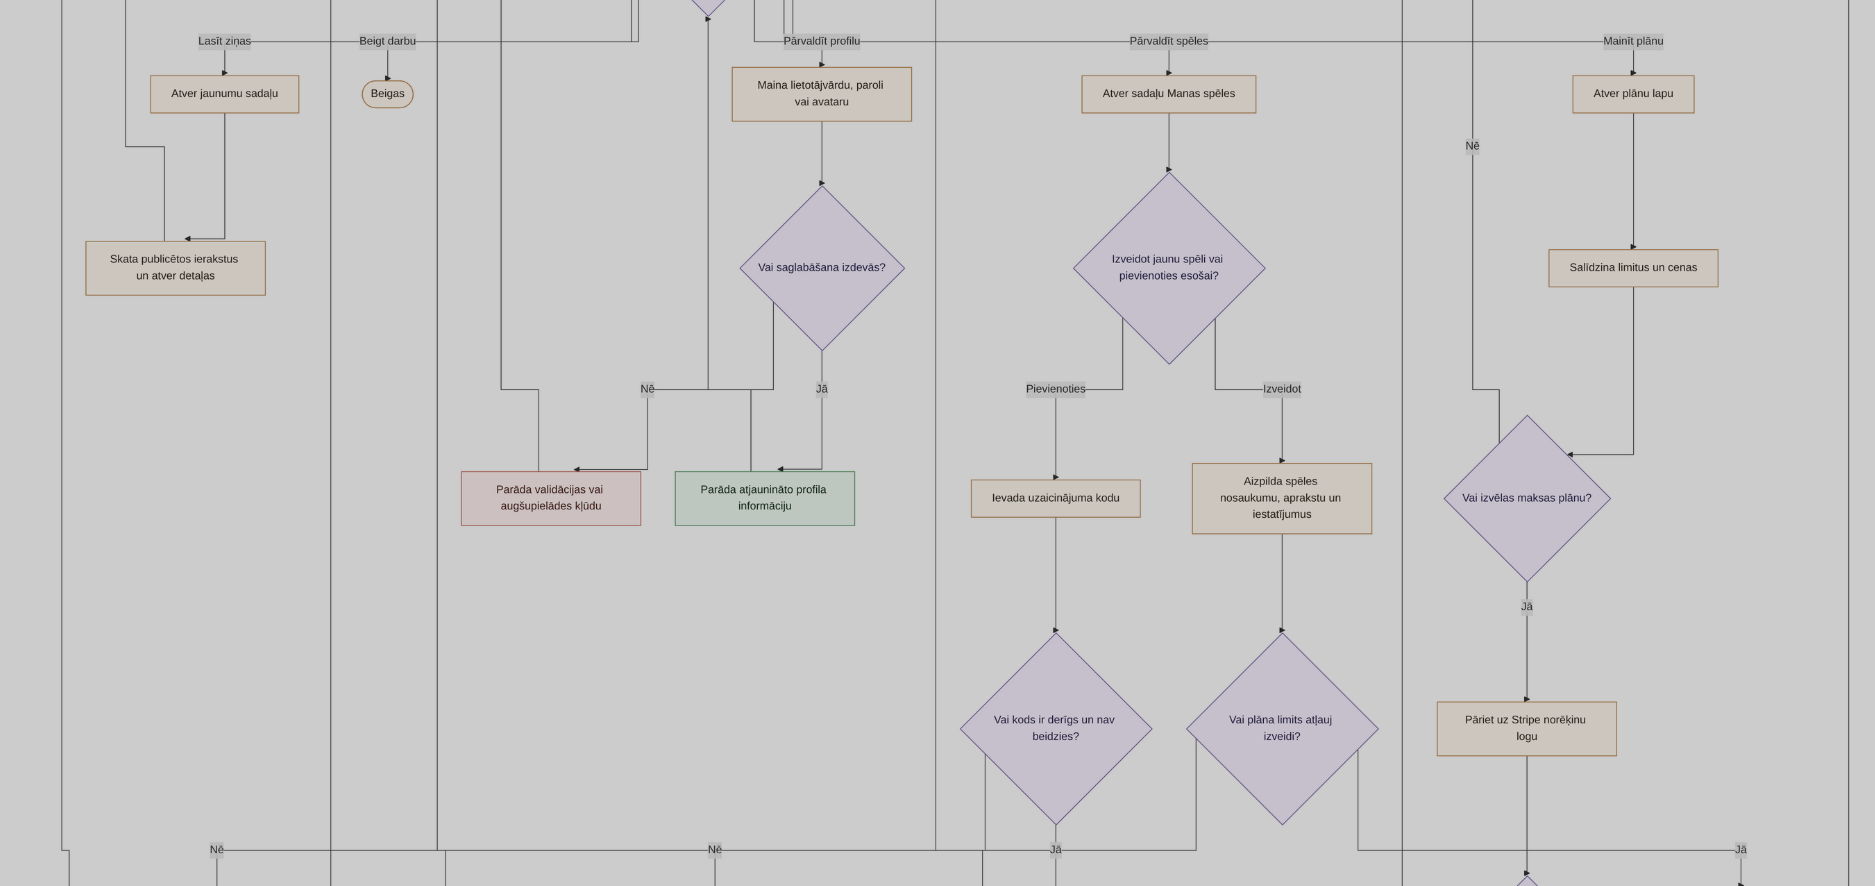 Lasīt ziņas
Beigt darbu
Pārvaldīt profilu
Pārvaldīt spēles
Mainīt plānu
Atver jaunumu sadaļu
Beigas
Maina lietotājvārdu, paroli
vai avataru
Atver sadaļu Manas spēles
Atver plānu lapu
Nē
Skata publicētos ierakstus
un atver detaļas
Vai saglabāšana izdevās?
Izveidot jaunu spēli vai
pievienoties esošai?
Salīdzina limitus un cenas
Nē
Jā
Pievienoties
Izveidot
Parāda validācijas vai
augšupielādes kļūdu
Parāda atjaunināto profila
informāciju
Ievada uzaicinājuma kodu
Aizpilda spēles
nosaukumu, aprakstu un
iestatījumus
Vai izvēlas maksas plānu?
Jā
Vai kods ir derīgs un nav
beidzies?
Vai plāna limits atļauj
izveidi?
Pāriet uz Stripe norēķinu
logu
Nē
Nē
Jā
Jā